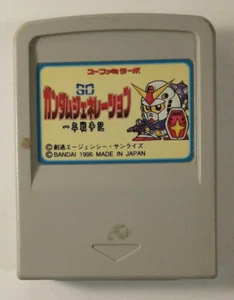 スーファミターボ
SD
ガンダムジェネレーション
一年戦争記
©創通エージェンシー・サンライズ
©BANDAI 1996 MADE IN JAPAN